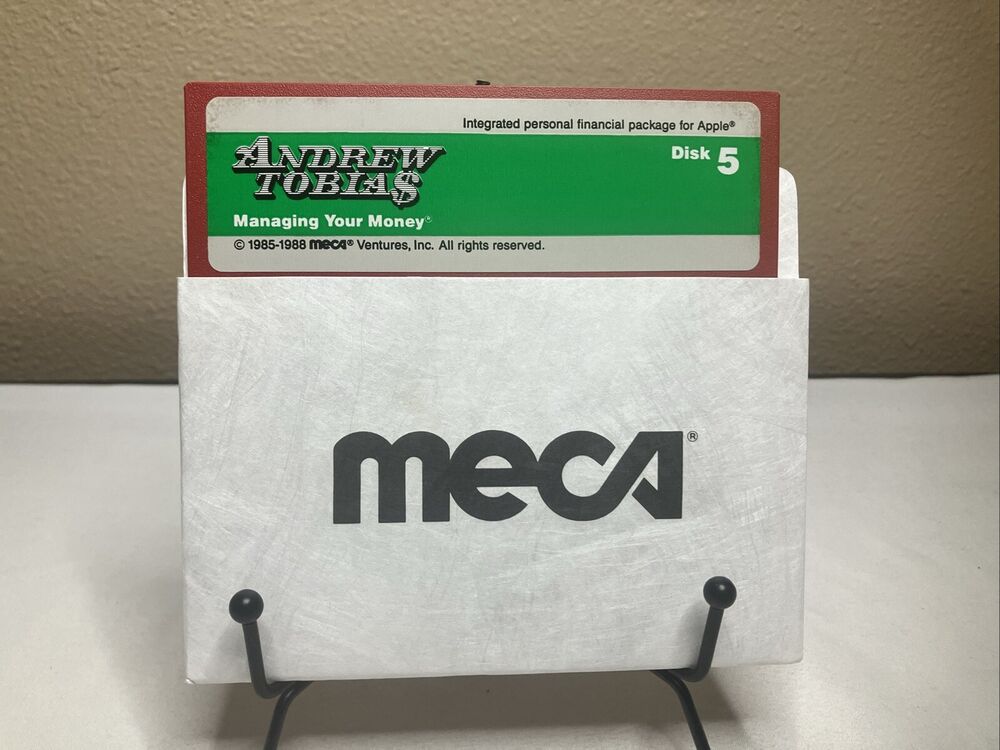 Integrated personal financial package for Apple®
ANDREW
TOBIA$
Disk 5
Managing Your Money®
© 1985-1988 meca® Ventures, Inc. All rights reserved.
meca®